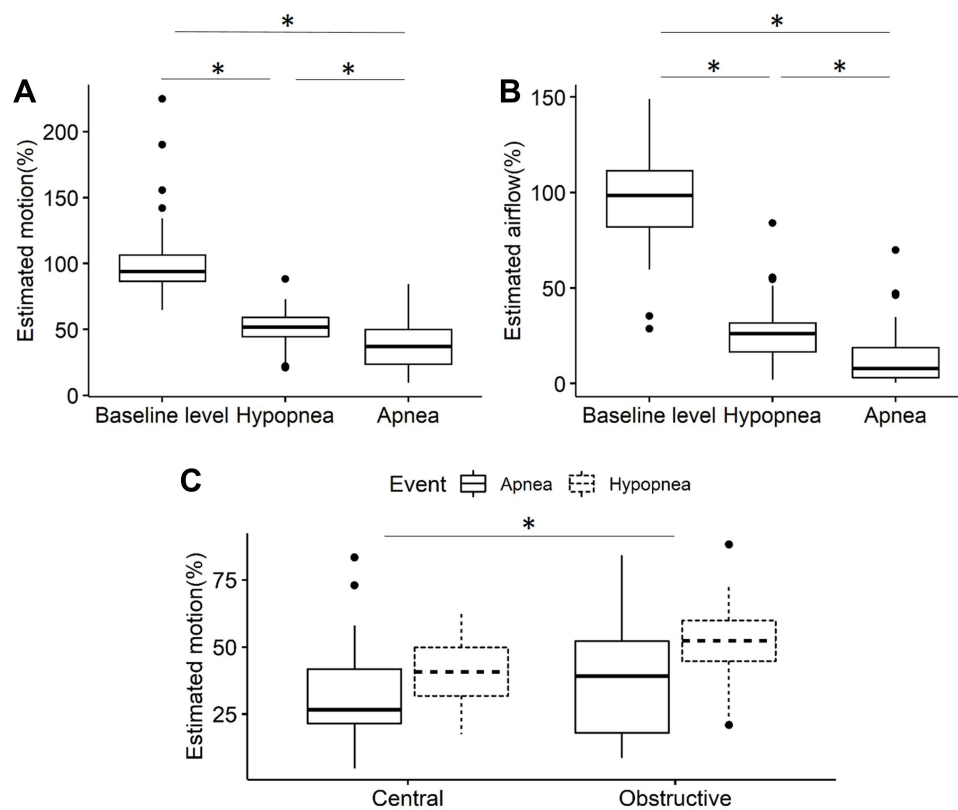 *
*
* *
* *
A
B
Estimated motion(%)
200
150
100
50
0
Baseline level Hypopnea Apnea
Estimated airflow(%)
150
100
50
0
Baseline level Hypopnea Apnea
C
Event Apnea Hypopnea
*
Estimated motion(%)
75
50
25
Central Obstructive